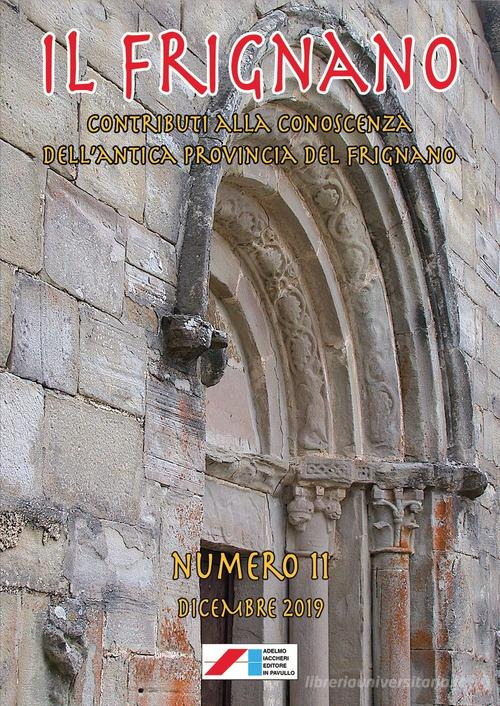 IL FRIGNANO
CONTRIBUTI ALLA CONOSCENZA
DELL'ANTICA PROVINCIA DEL FRIGNANO
NUMERO 11
DICEMBRE 2019
ADELMO
IACCHERI
EDITORE
IN PAVULLO
libreriauniversitaria.it